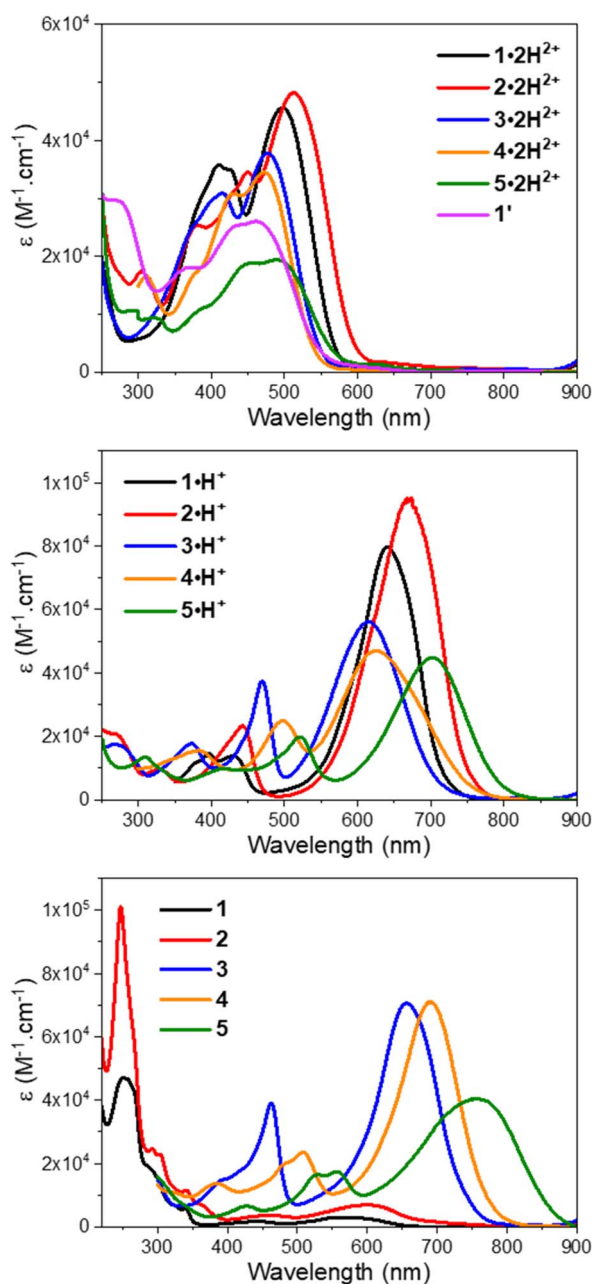 6x10⁴
4x10⁴
2x10⁴
0
ε (M⁻¹.cm⁻¹)
1•2H²⁺
2•2H²⁺
3•2H²⁺
4•2H²⁺
5•2H²⁺
1'
300 400 500 600 700 800 900
Wavelength (nm)
1x10⁵
8x10⁴
6x10⁴
4x10⁴
2x10⁴
0
ε (M⁻¹.cm⁻¹)
1•H⁺
2•H⁺
3•H⁺
4•H⁺
5•H⁺
300 400 500 600 700 800 900
Wavelength (nm)
1x10⁵
8x10⁴
6x10⁴
4x10⁴
2x10⁴
0
ε (M⁻¹.cm⁻¹)
1
2
3
4
5
300 400 500 600 700 800 900
Wavelength (nm)